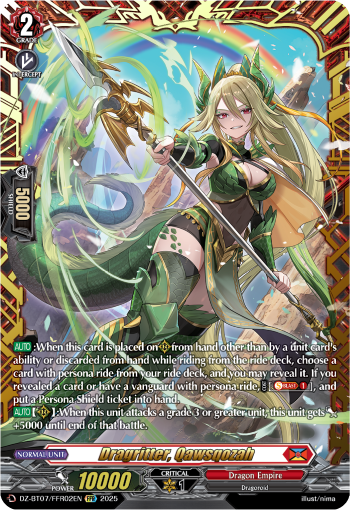 2
GRADE
INTERCEPT
5000
SHIELD
AUTO :When this card is placed on R from hand other than by a unit card's
ability or discarded from hand while riding from the ride deck, choose a
card with persona ride from your ride deck, and you may reveal it. If you
revealed a card or have a vanguard with persona ride, COST [ -BLAST 1 ], and
put a Persona Shield ticket into hand.
AUTO [ R ]:When this unit attacks a grade 3 or greater unit, this unit gets
+5000 until end of that battle.
NORMAL UNIT
Dragritter, Qawsqozah
POWER 10000
CRITICAL
1
Dragon Empire
Dragroid
DZ-BT07/FFR02EN FFR 2025
illust/nima